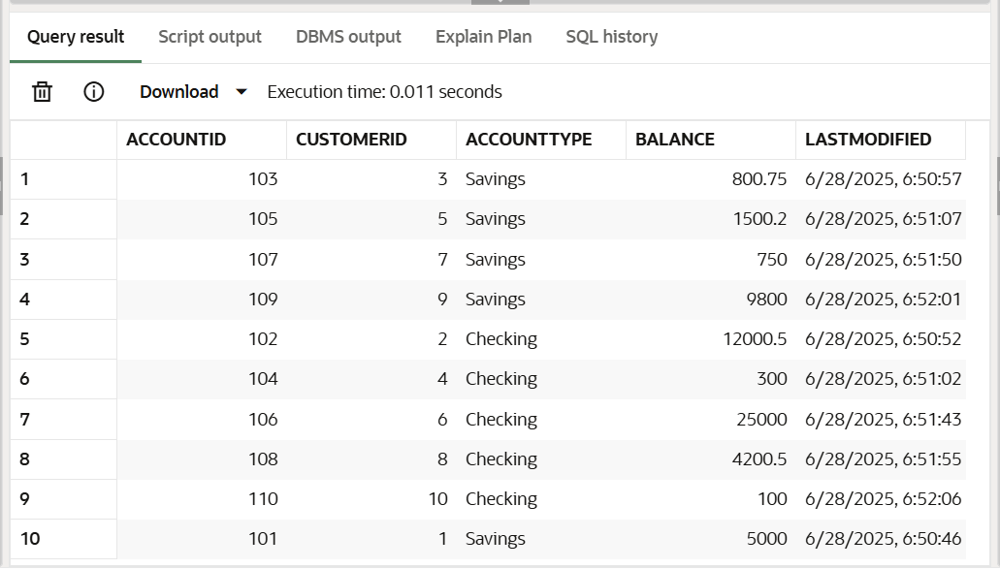 Query result Script output DBMS output Explain Plan SQL history
Download Execution time: 0.011 seconds
ACCOUNTID CUSTOMERID ACCOUNTTYPE BALANCE LASTMODIFIED
1 103 3 Savings 800.75 6/28/2025, 6:50:57
2 105 5 Savings 1500.2 6/28/2025, 6:51:07
3 107 7 Savings 750 6/28/2025, 6:51:50
4 109 9 Savings 9800 6/28/2025, 6:52:01
5 102 2 Checking 12000.5 6/28/2025, 6:50:52
6 104 4 Checking 300 6/28/2025, 6:51:02
7 106 6 Checking 25000 6/28/2025, 6:51:43
8 108 8 Checking 4200.5 6/28/2025, 6:51:55
9 110 10 Checking 100 6/28/2025, 6:52:06
10 101 1 Savings 5000 6/28/2025, 6:50:46